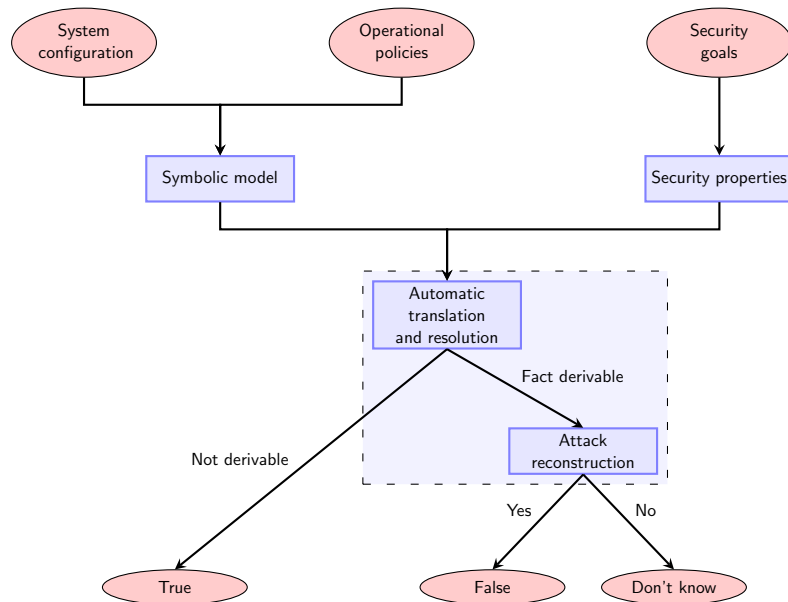 System
configuration
Operational
policies
Security
goals
Symbolic model
Security properties
Automatic
translation
and resolution
Fact derivable
Attack
reconstruction
Not derivable
Yes
No
True
False
Don't know